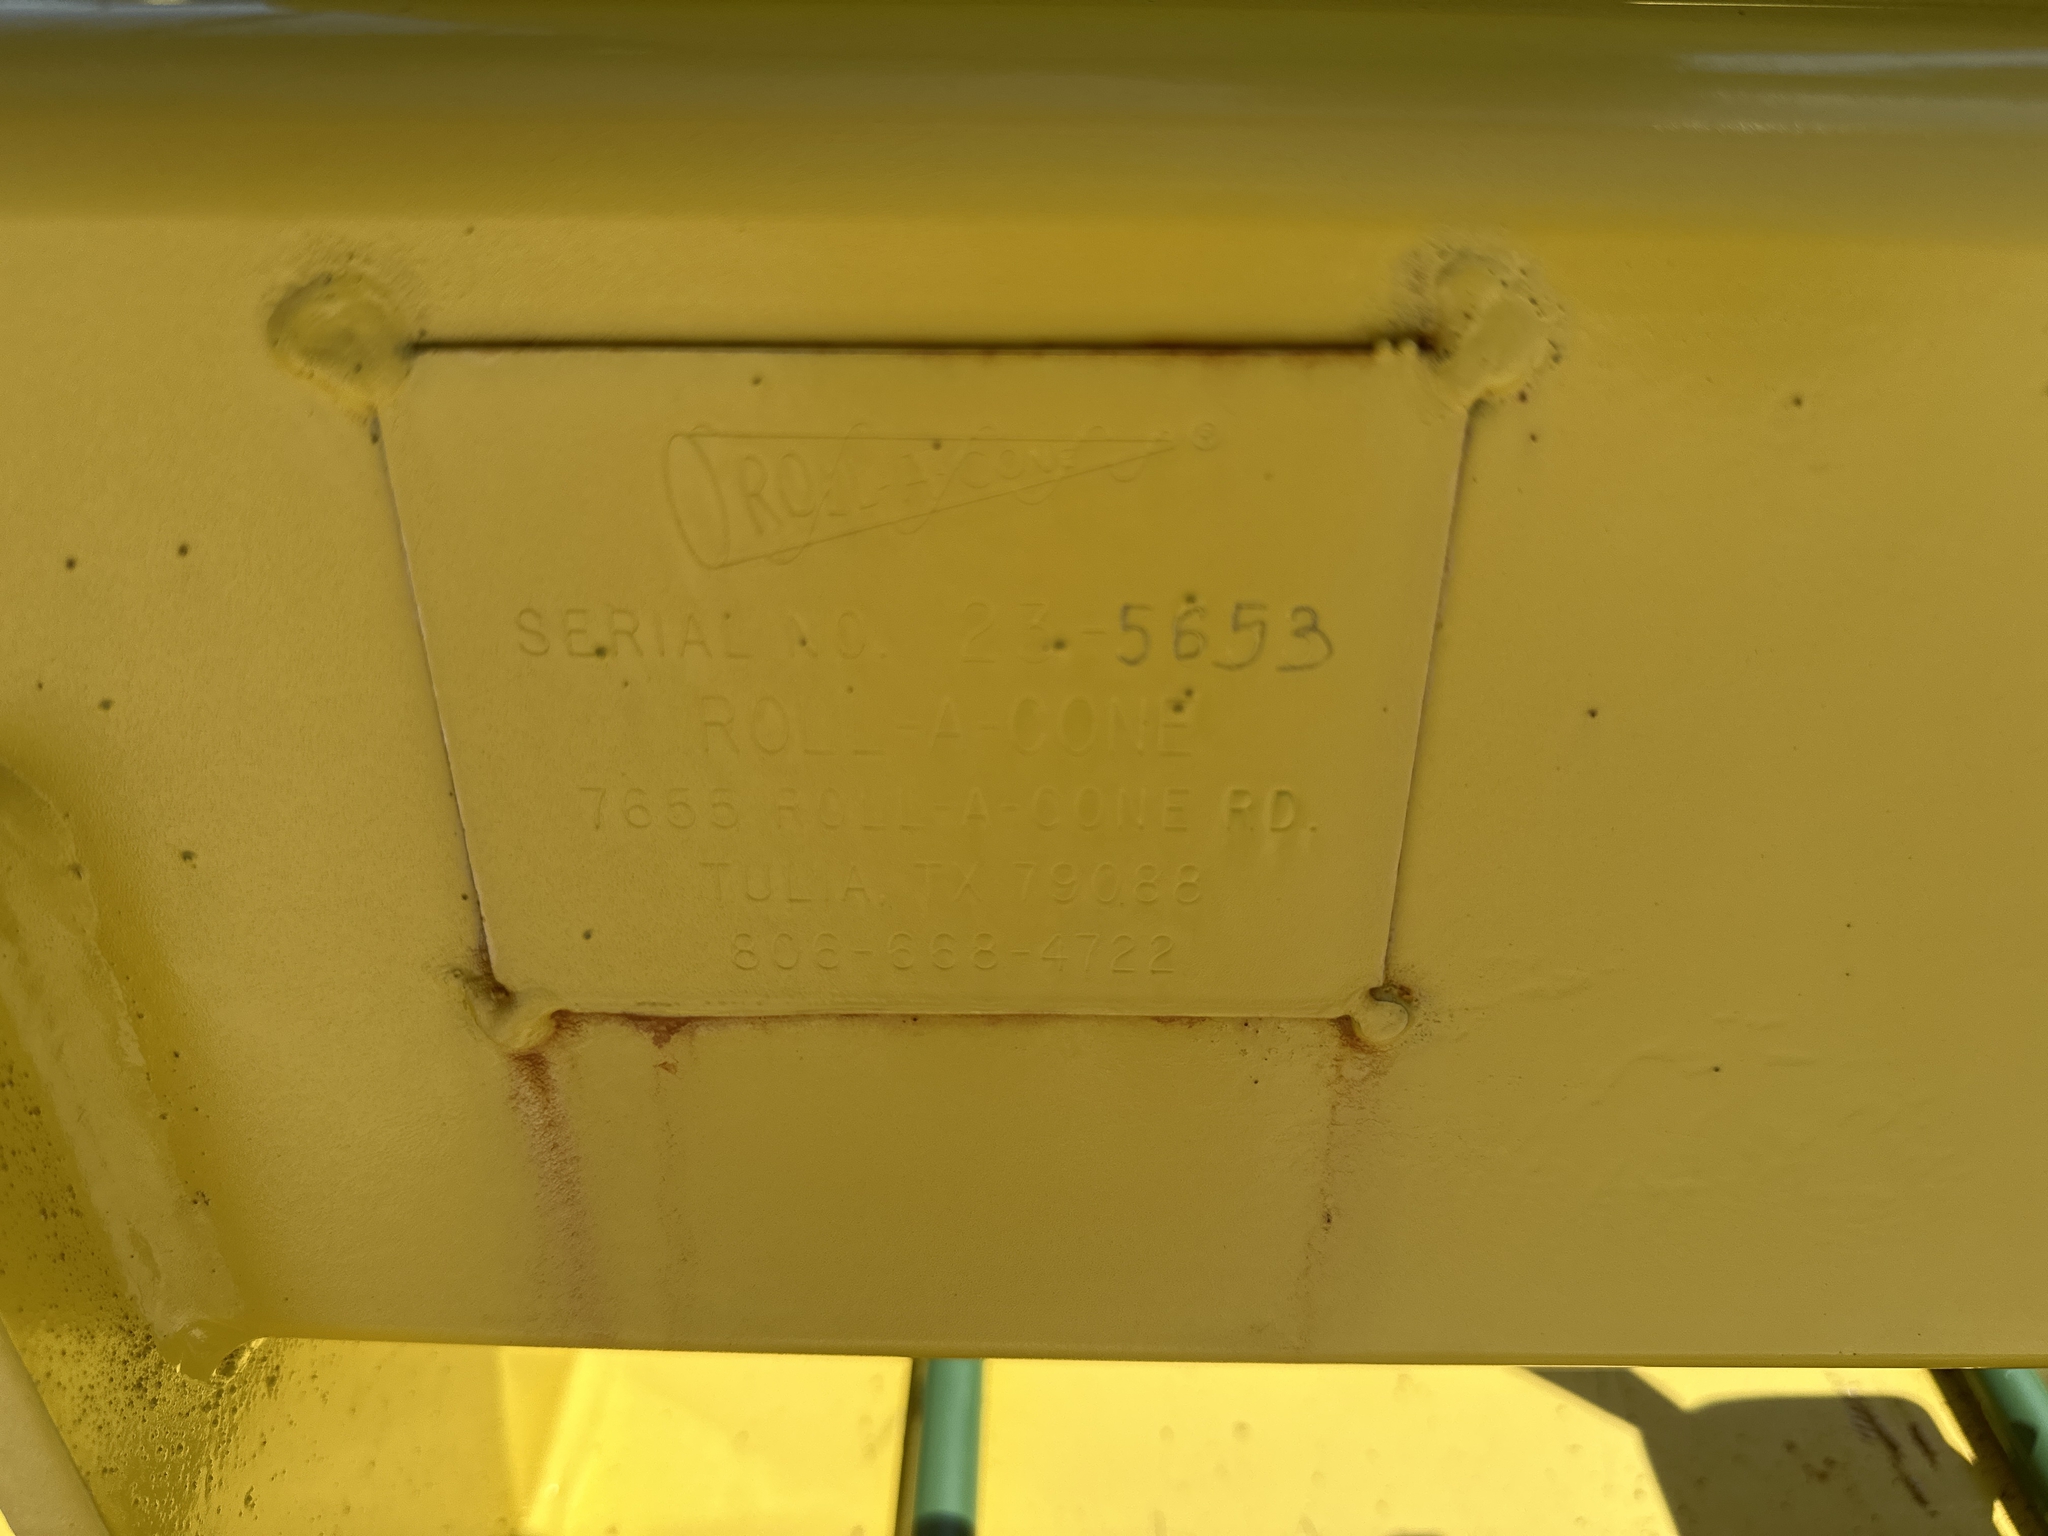 ROLL-A-CONE ®
SERIAL NO. 23-5653
ROLL-A-CONE
7655 ROLL-A-CONE RD.
TULIA, TX 79088
806-668-4722